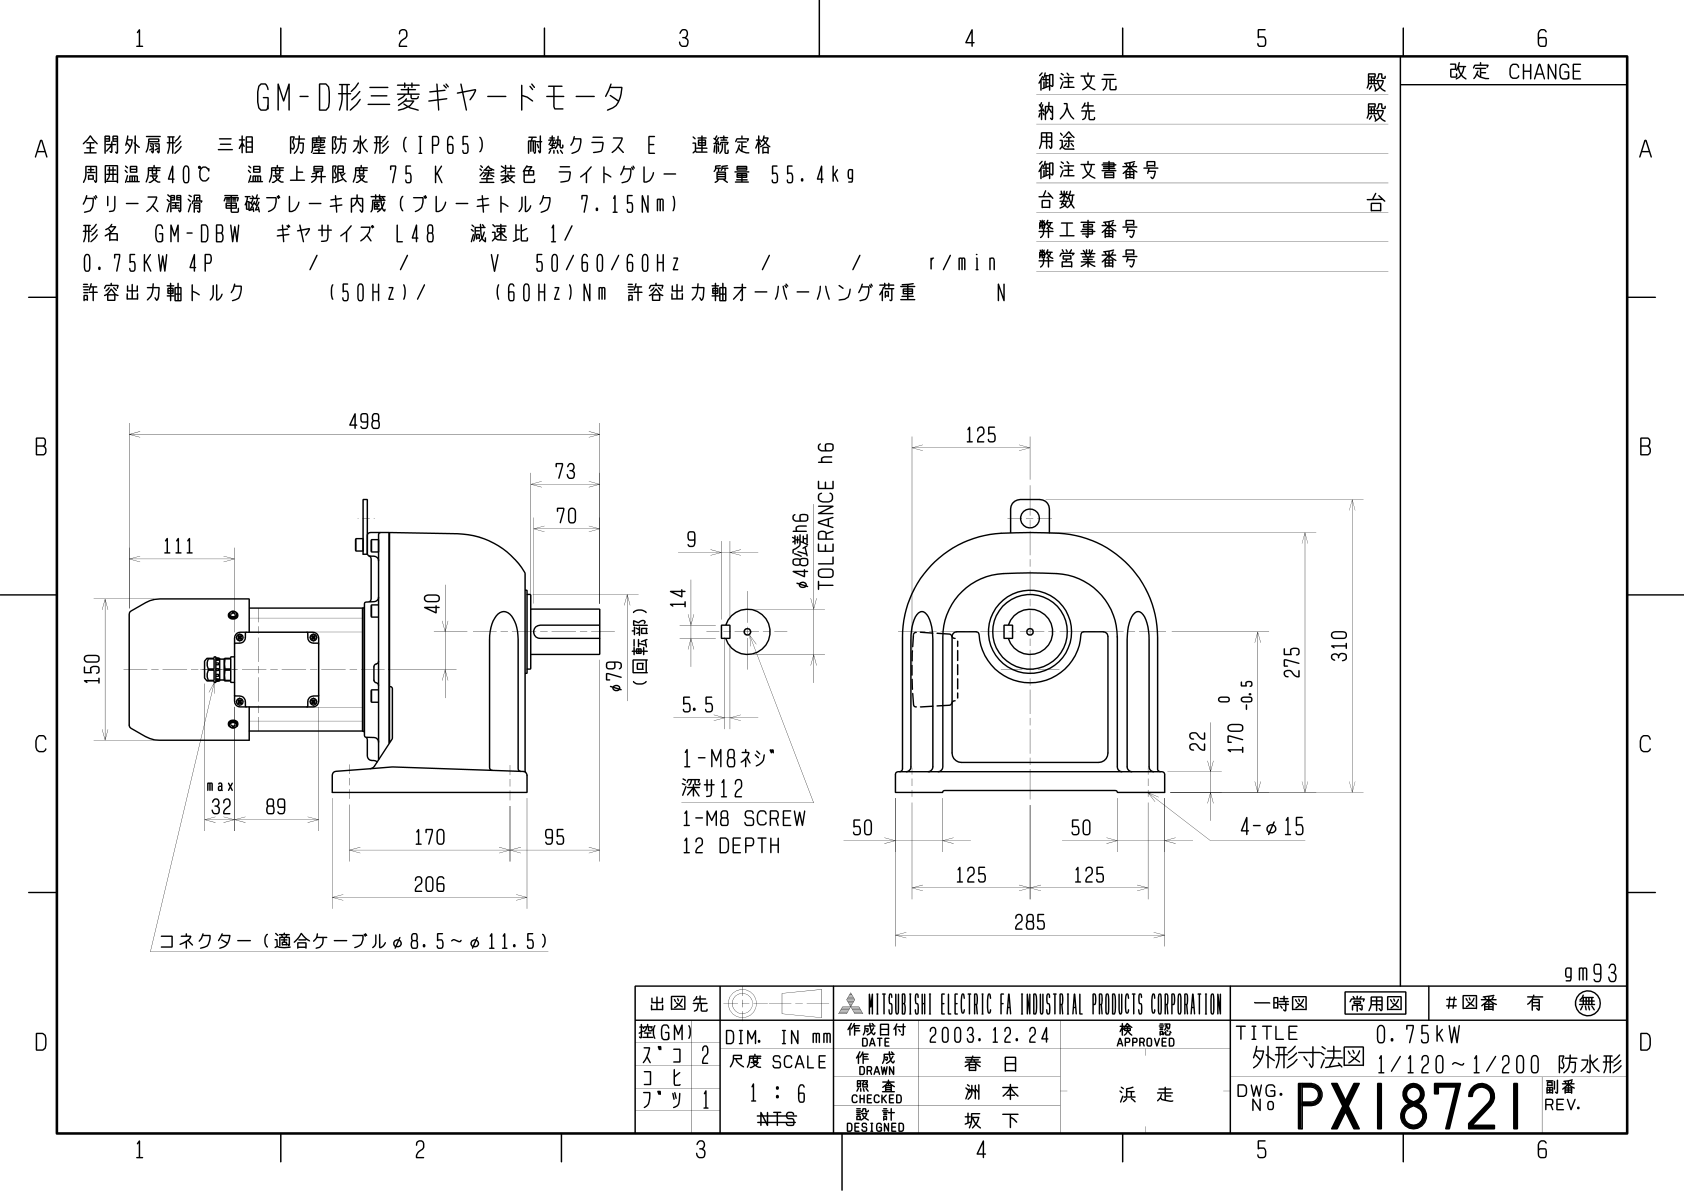 1 2 3 4 5 6
改定 CHANGE
GM-D形三菱ギヤードモータ
全閉外扇形 三相 防塵防水形(IP65) 耐熱クラス E 連続定格
周囲温度40℃ 温度上昇限度 75 K 塗装色 ライトグレー 質量 55.4kg
グリース潤滑 電磁ブレーキ内蔵(ブレーキトルク 7.15Nm)
形名 GM-DBW ギヤサイズ L48 減速比 1/
0.75KW 4P / / V 50/60/60Hz / / r/min
許容出力軸トルク (50Hz)/ (60Hz)Nm 許容出力軸オーバーハング荷重 N
御注文元 殿
納入先 殿
用途
御注文書番号
台数 台
弊工事番号
弊営業番号
A A
B B
C C
D D
498
73
70
111
150
40
φ79
(回転部)
max
32
89
170
95
206
コネクター(適合ケーブルφ8.5～φ11.5)
9
14
5.5
φ48公差h6
TOLERANCE h6
1-M8ネジ
深サ12
1-M8 SCREW
12 DEPTH
125
310
275
170 0 -0.5
22
50
50
4-φ15
125
125
285
gm93
出図先
控(GM)
ズコ 2
コヒ
ブツ 1
DIM. IN mm
尺度 SCALE
1 : 6
NTS
MITSUBISHI ELECTRIC FA INDUSTRIAL PRODUCTS CORPORATION
作成日付 DATE 2003.12.24
作成 DRAWN 春日
照査 CHECKED 洲本
設計 DESIGNED 坂下
検認 APPROVED
浜走
一時図 常用図 #図番 有 無
TITLE 0.75kW
外形寸法図 1/120～1/200 防水形
DWG. No PX18721 副番 REV.
1 2 3 4 5 6